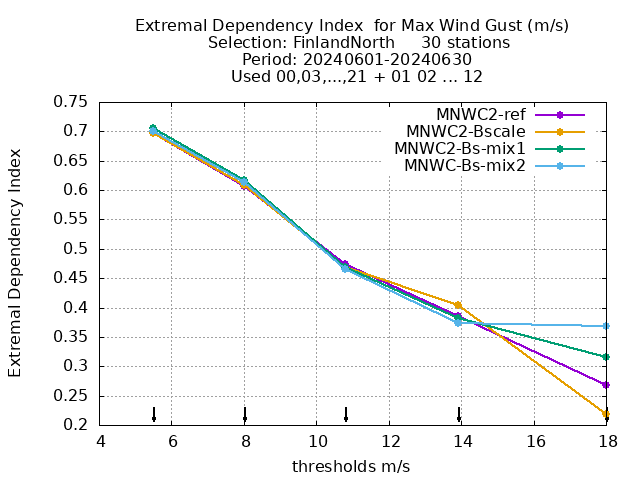 Extremal Dependency Index  for Max Wind Gust (m/s)
Selection: FinlandNorth     30 stations
Period: 20240601-20240630
Used 00,03,...,21 + 01 02 ... 12
MNWC2-ref
MNWC2-Bscale
MNWC2-Bs-mix1
MNWC-Bs-mix2
Extremal Dependency Index
0.75
0.7
0.65
0.6
0.55
0.5
0.45
0.4
0.35
0.3
0.25
0.2
4 6 8 10 12 14 16 18
thresholds m/s